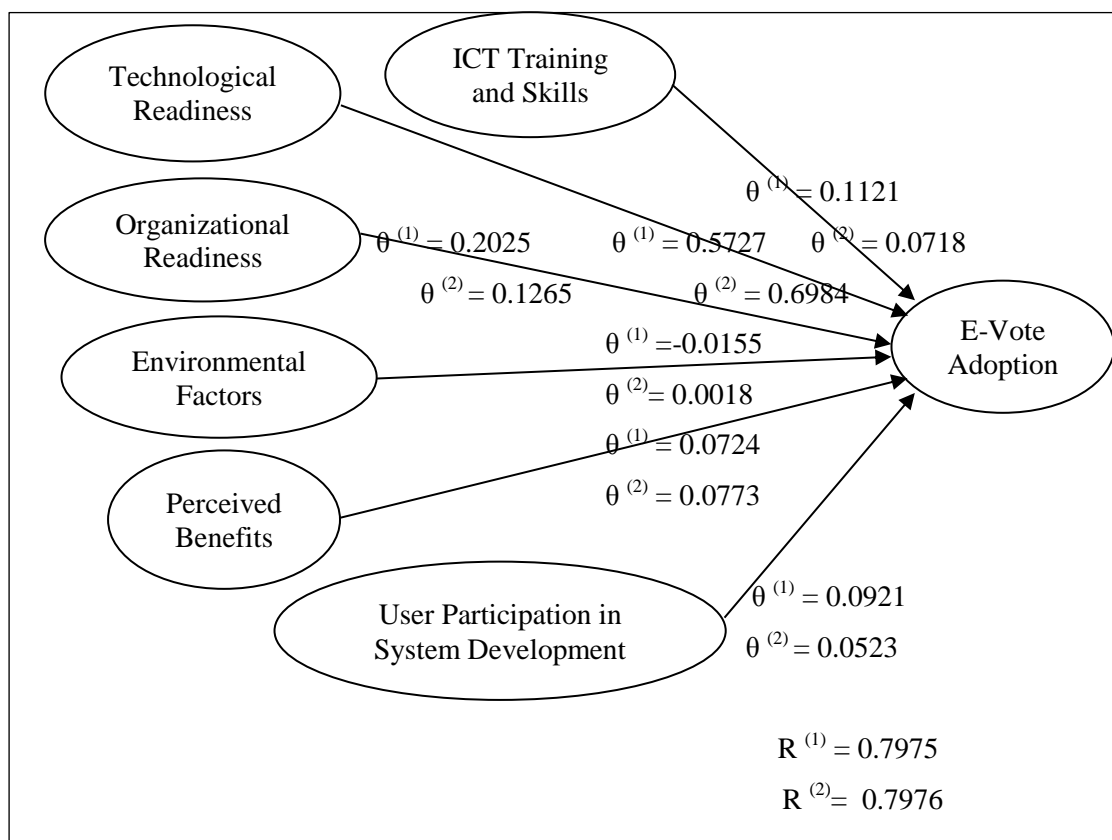 ICT Training
and Skills
Technological
Readiness
θ (1) = 0.1121
Organizational
Readiness
θ (1) = 0.2025
θ (1) = 0.5727
θ (2) = 0.0718
θ (2) = 0.1265
θ (2) = 0.6984
E-Vote
Adoption
Environmental
Factors
θ (1) =-0.0155
θ (2)= 0.0018
θ (1) = 0.0724
θ (2) = 0.0773
Perceived
Benefits
User Participation in
System Development
θ (1) = 0.0921
θ (2) = 0.0523
R (1) = 0.7975
R (2)= 0.7976